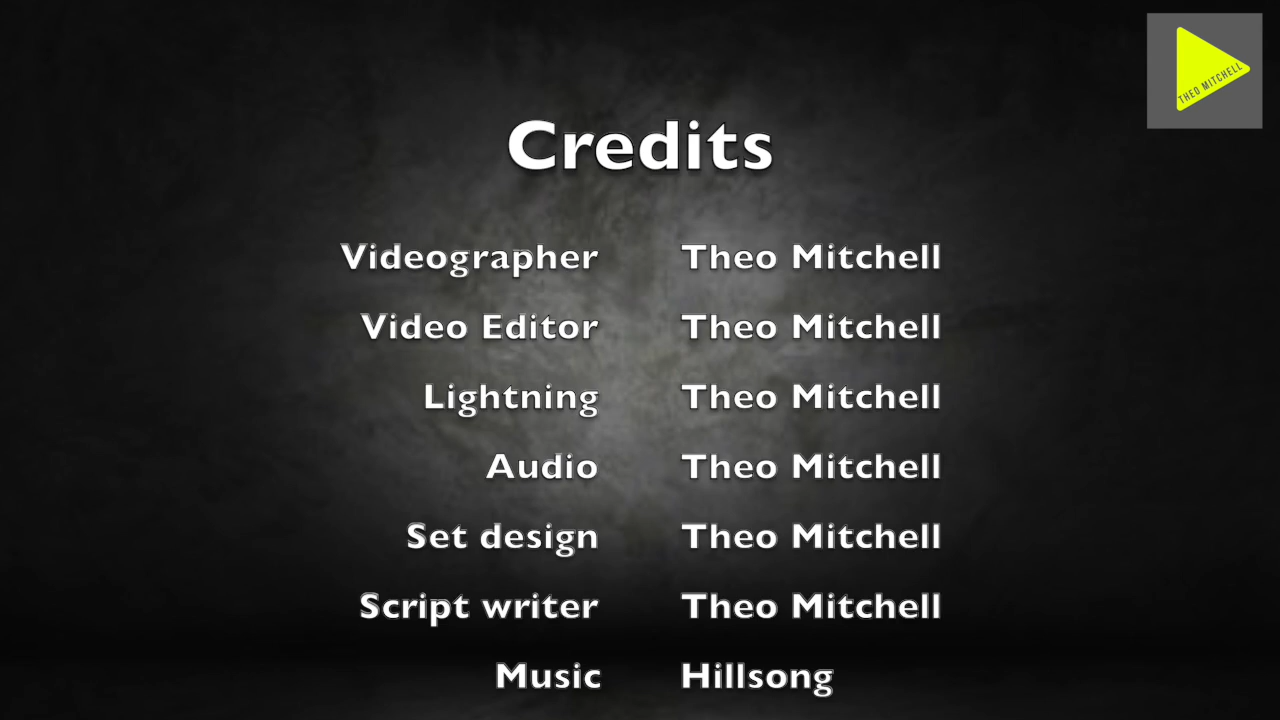 THEO MITCHELL
Credits
Videographer Theo Mitchell
Video Editor Theo Mitchell
Lightning Theo Mitchell
Audio Theo Mitchell
Set design Theo Mitchell
Script writer Theo Mitchell
Music Hillsong